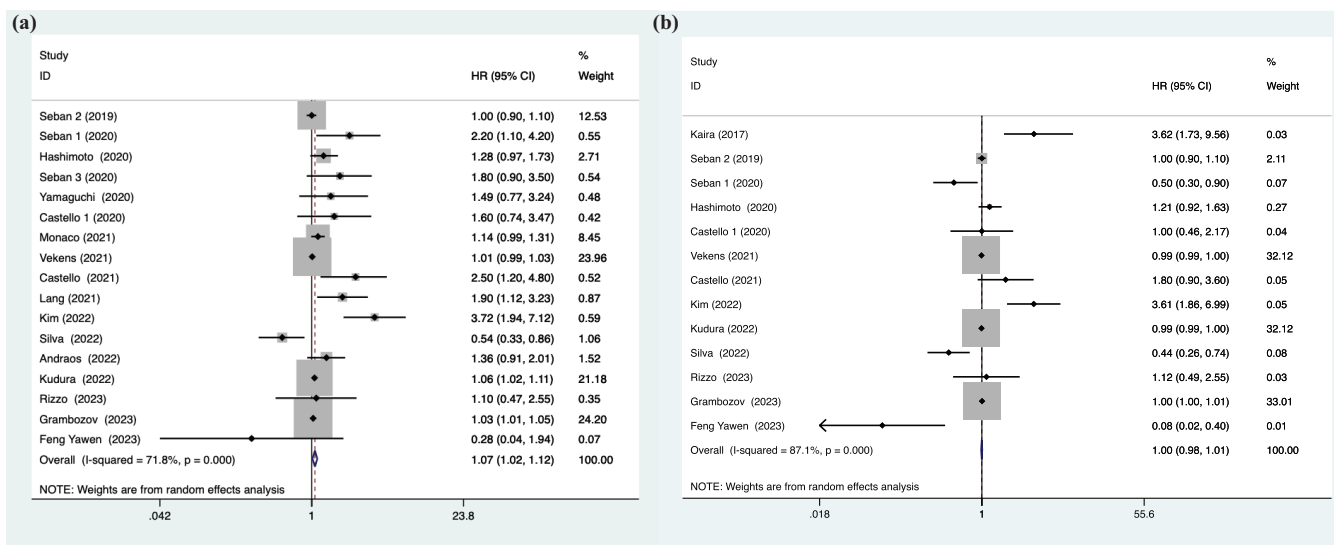 (a)
Study %
ID HR (95% CI) Weight
Seban 2 (2019) 1.00 (0.90, 1.10) 12.53
Seban 1 (2020) 2.20 (1.10, 4.20) 0.55
Hashimoto (2020) 1.28 (0.97, 1.73) 2.71
Seban 3 (2020) 1.80 (0.90, 3.50) 0.54
Yamaguchi (2020) 1.49 (0.77, 3.24) 0.48
Castello 1 (2020) 1.60 (0.74, 3.47) 0.42
Monaco (2021) 1.14 (0.99, 1.31) 8.45
Vekens (2021) 1.01 (0.99, 1.03) 23.96
Castello (2021) 2.50 (1.20, 4.80) 0.52
Lang (2021) 1.90 (1.12, 3.23) 0.87
Kim (2022) 3.72 (1.94, 7.12) 0.59
Silva (2022) 0.54 (0.33, 0.86) 1.06
Andraos (2022) 1.36 (0.91, 2.01) 1.52
Kudura (2022) 1.06 (1.02, 1.11) 21.18
Rizzo (2023) 1.10 (0.47, 2.55) 0.35
Grambozov (2023) 1.03 (1.01, 1.05) 24.20
Feng Yawen (2023) 0.28 (0.04, 1.94) 0.07
Overall (I-squared = 71.8%, p = 0.000) 1.07 (1.02, 1.12) 100.00
NOTE: Weights are from random effects analysis
.042 1 23.8
(b)
Study %
ID HR (95% CI) Weight
Kaira (2017) 3.62 (1.73, 9.56) 0.03
Seban 2 (2019) 1.00 (0.90, 1.10) 2.11
Seban 1 (2020) 0.50 (0.30, 0.90) 0.07
Hashimoto (2020) 1.21 (0.92, 1.63) 0.27
Castello 1 (2020) 1.00 (0.46, 2.17) 0.04
Vekens (2021) 0.99 (0.99, 1.00) 32.12
Castello (2021) 1.80 (0.90, 3.60) 0.05
Kim (2022) 3.61 (1.86, 6.99) 0.05
Kudura (2022) 0.99 (0.99, 1.00) 32.12
Silva (2022) 0.44 (0.26, 0.74) 0.08
Rizzo (2023) 1.12 (0.49, 2.55) 0.03
Grambozov (2023) 1.00 (1.00, 1.01) 33.01
Feng Yawen (2023) 0.08 (0.02, 0.40) 0.01
Overall (I-squared = 87.1%, p = 0.000) 1.00 (0.98, 1.01) 100.00
NOTE: Weights are from random effects analysis
.018 1 55.6